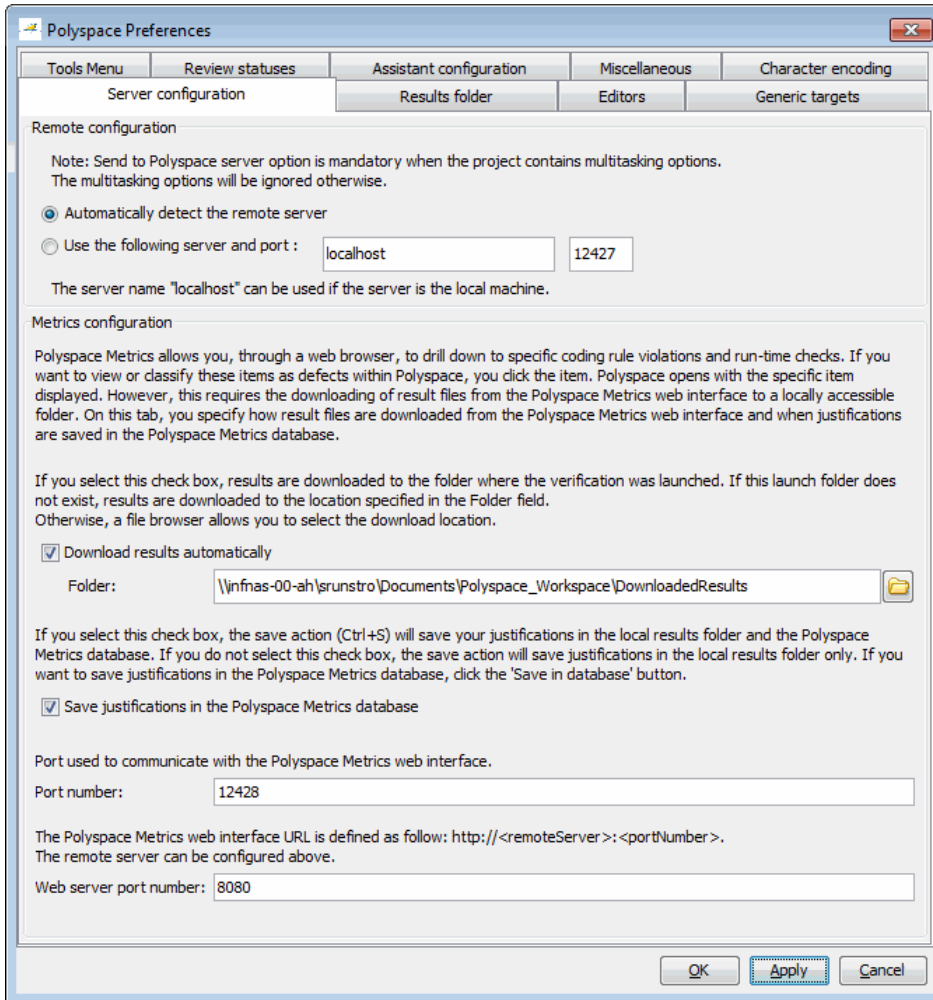 Polyspace Preferences
Tools Menu
Review statuses
Assistant configuration
Miscellaneous
Character encoding
Server configuration
Results folder
Editors
Generic targets
Remote configuration
Note: Send to Polyspace server option is mandatory when the project contains multitasking options.
The multitasking options will be ignored otherwise.
Automatically detect the remote server
Use the following server and port :
localhost
12427
The server name "localhost" can be used if the server is the local machine.
Metrics configuration
Polyspace Metrics allows you, through a web browser, to drill down to specific coding rule violations and run-time checks. If you
want to view or classify these items as defects within Polyspace, you click the item. Polyspace opens with the specific item
displayed. However, this requires the downloading of result files from the Polyspace Metrics web interface to a locally accessible
folder. On this tab, you specify how result files are downloaded from the Polyspace Metrics web interface and when justifications
are saved in the Polyspace Metrics database.
If you select this check box, results are downloaded to the folder where the verification was launched. If this launch folder does
not exist, results are downloaded to the location specified in the Folder field.
Otherwise, a file browser allows you to select the download location.
Download results automatically
Folder:
\\infnas-00-ah\srunstro\Documents\Polyspace_Workspace\DownloadedResults
If you select this check box, the save action (Ctrl+S) will save your justifications in the local results folder and the Polyspace
Metrics database. If you do not select this check box, the save action will save justifications in the local results folder only. If you
want to save justifications in the Polyspace Metrics database, click the 'Save in database' button.
Save justifications in the Polyspace Metrics database
Port used to communicate with the Polyspace Metrics web interface.
Port number:
12428
The Polyspace Metrics web interface URL is defined as follow: http://<remoteServer>:<portNumber>.
The remote server can be configured above.
Web server port number:
8080
OK
Apply
Cancel